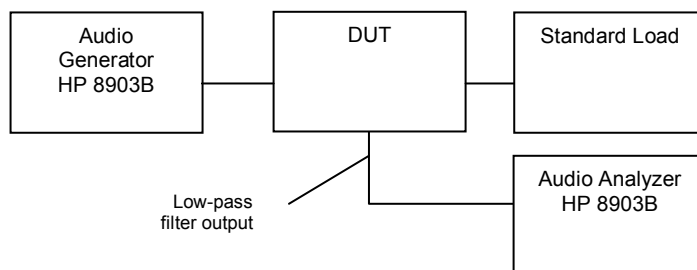 Audio
Generator
HP 8903B
DUT
Standard Load
Low-pass
filter output
Audio Analyzer
HP 8903B